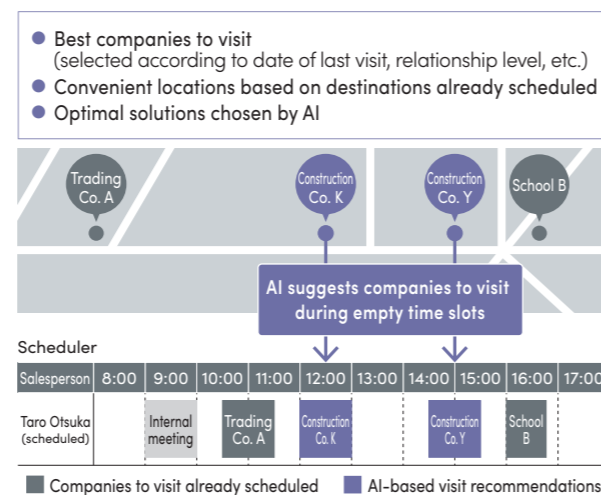 ● Best companies to visit
(selected according to date of last visit, relationship level, etc.)
● Convenient locations based on destinations already scheduled
● Optimal solutions chosen by AI
Trading
Co. A
Construction
Co. K
Construction
Co. Y
School B
AI suggests companies to visit
during empty time slots
Scheduler
Salesperson 8:00 9:00 10:00 11:00 12:00 13:00 14:00 15:00 16:00 17:00
Taro Otsuka
(scheduled)
Internal
meeting
Trading
Co. A
Construction
Co. K
Construction
Co. Y
School
B
Companies to visit already scheduled
AI-based visit recommendations